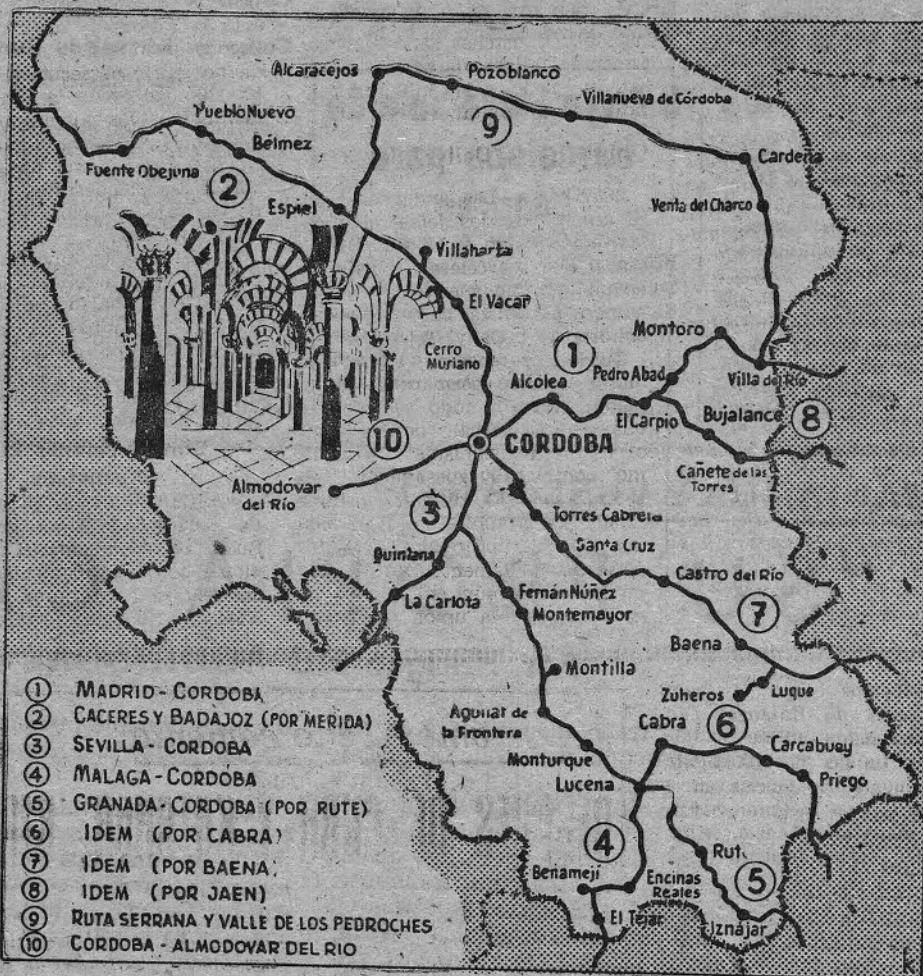 Alcaracejos
Pozoblanco
Villanueva de Córdoba
9
Cardeña
Pueblo Nuevo
Bélmez
Fuente Obejuna
2
Espiel
Venta del Charco
Villaharta
El Vacar
Montoro
Cerro
Muriano
1
Alcolea
Pedro Abad
Villa del Río
El Carpio
Bujalance
8
10
CORDOBA
Cañete de las
Torres
Almodóvar
del Río
3
Torres Cabrera
Quintana
Santa Cruz
Castro del Río
La Carlota
Fernán Núñez
Montemayor
7
Baena
Montilla
Zuheros
Luque
Aguilar de
la Frontera
Cabra
6
Carcabuey
Monturque
Priego
Lucena
4
Rut
Benamejí
Encinas
Reales
5
El Tejar
Iznájar
1 MADRID - CORDOBA
2 CACERES Y BADAJOZ (POR MERIDA)
3 SEVILLA - CORDOBA
4 MALAGA - CORDOBA
5 GRANADA - CORDOBA (POR RUTE)
6 IDEM (POR CABRA)
7 IDEM (POR BAENA)
8 IDEM (POR JAEN)
9 RUTA SERRANA Y VALLE DE LOS PEDROCHES
10 CORDOBA - ALMODOVAR DEL RIO